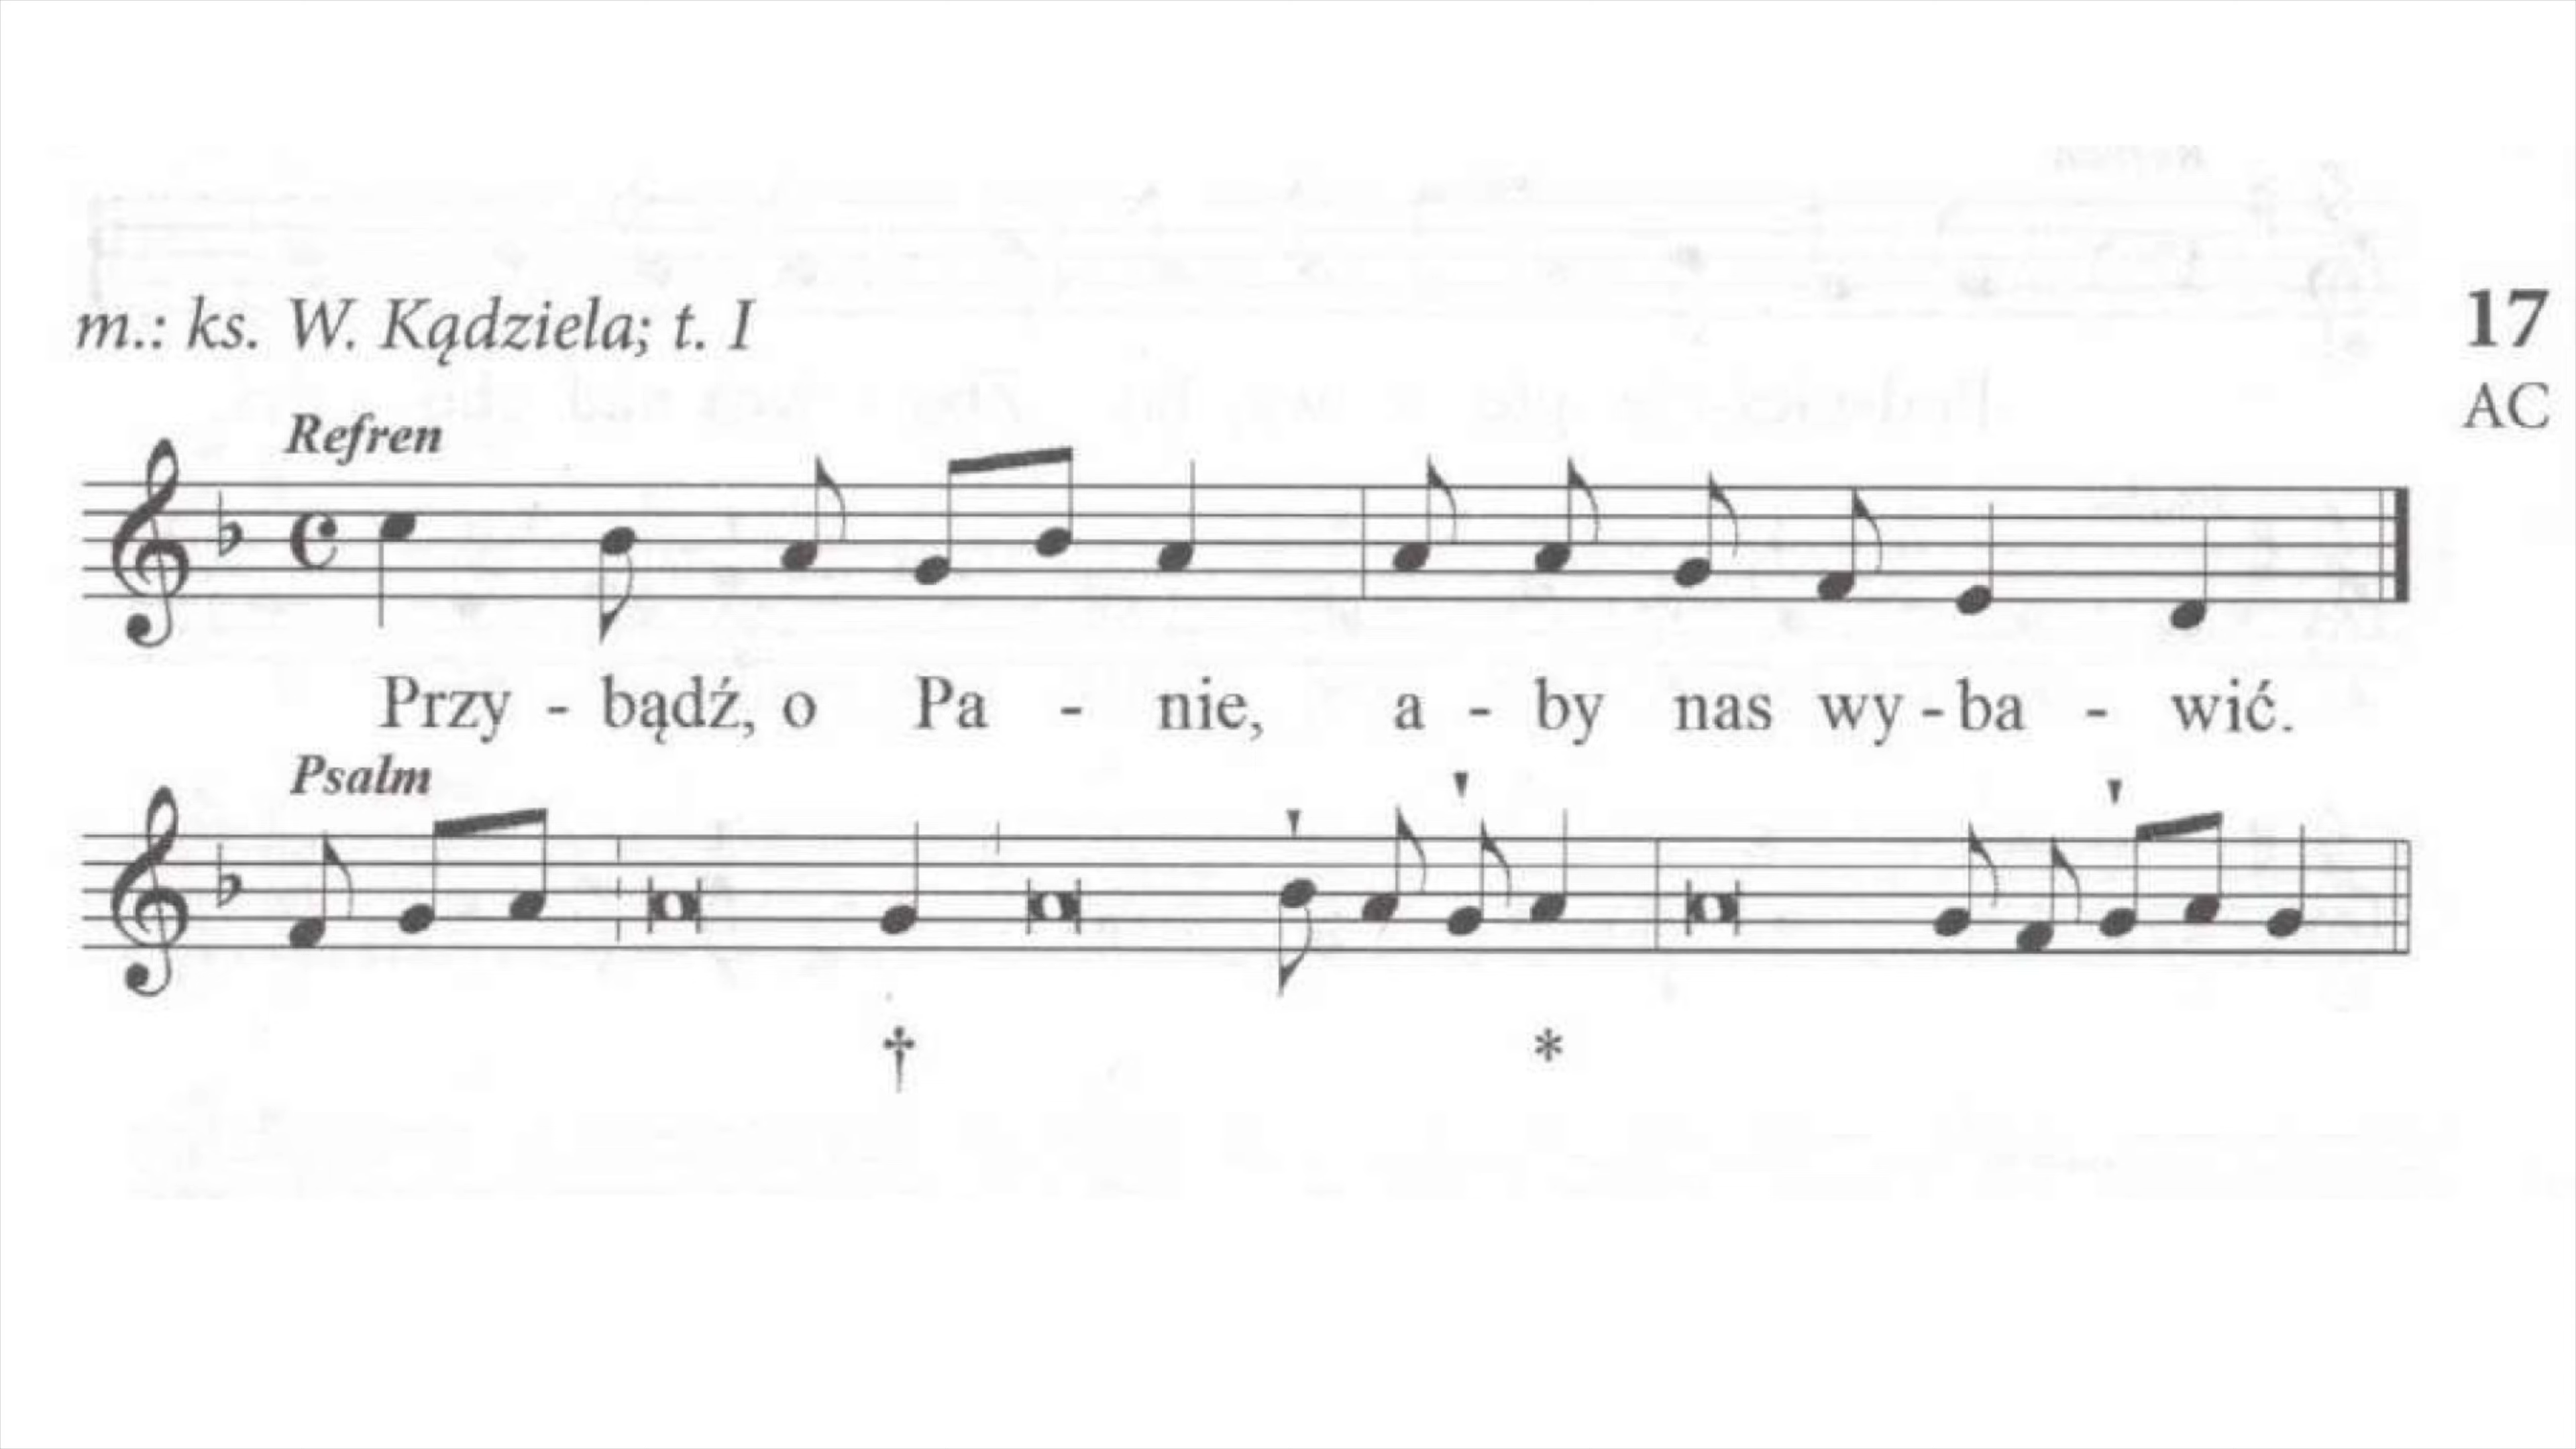 m.: ks. W. Kądziela; t. I
17
AC
Refren
Przy - bądź, o Pa - nie, a - by nas wy - ba - wić.
Psalm
† *